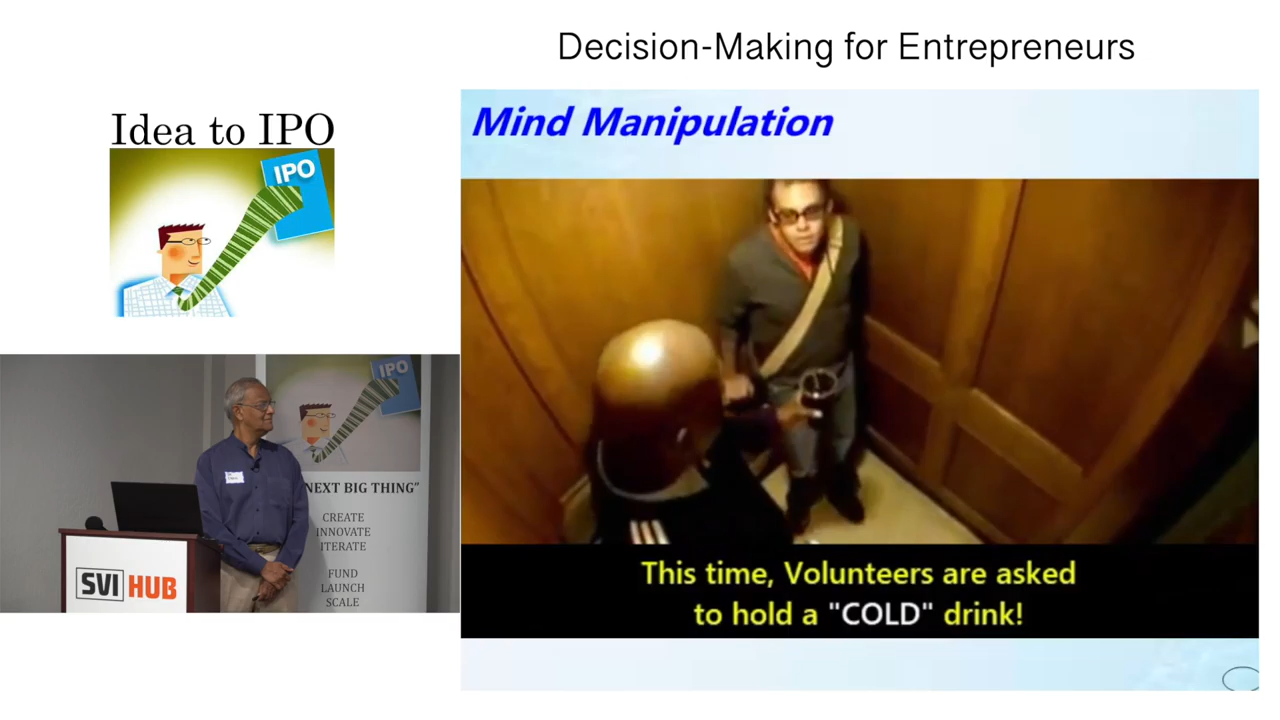 Decision-Making for Entrepreneurs
Idea to IPO
IPO
Mind Manipulation
This time, Volunteers are asked
to hold a "COLD" drink!
IPO
NEXT BIG THING"
CREATE
INNOVATE
ITERATE
FUND
LAUNCH
SCALE
SVI HUB